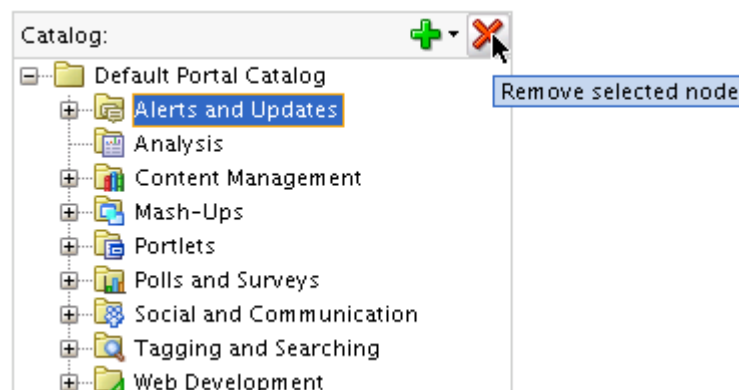 Catalog:
Default Portal Catalog
Remove selected node
Alerts and Updates
Analysis
Content Management
Mash-Ups
Portlets
Polls and Surveys
Social and Communication
Tagging and Searching
Web Development